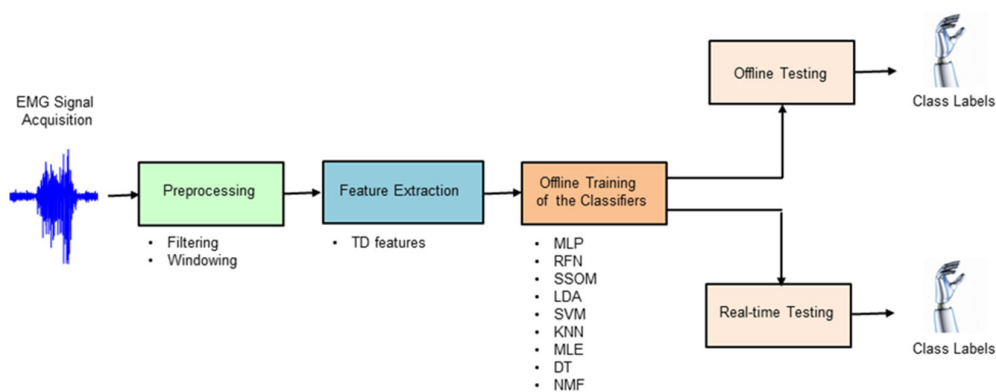 EMG Signal
Acquisition
Preprocessing
• Filtering
• Windowing
Feature Extraction
• TD features
Offline Training
of the Classifiers
• MLP
• RFN
• SSOM
• LDA
• SVM
• KNN
• MLE
• DT
• NMF
Offline Testing
Class Labels
Real-time Testing
Class Labels